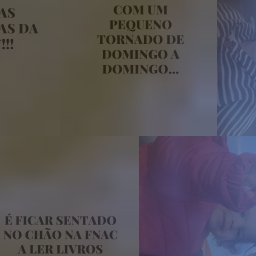 AS
AS DA
!!!
COM UM
PEQUENO
TORNADO DE
DOMINGO A
DOMINGO...
É FICAR SENTADO
NO CHÃO NA FNAC
A LER LIVROS